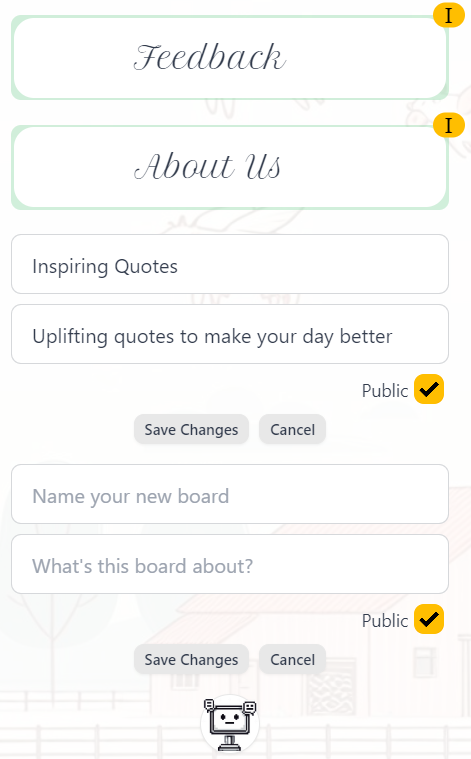 I
Feedback
I
About Us
Inspiring Quotes
Uplifting quotes to make your day better
Public
Save Changes Cancel
Name your new board
What's this board about?
Public
Save Changes Cancel